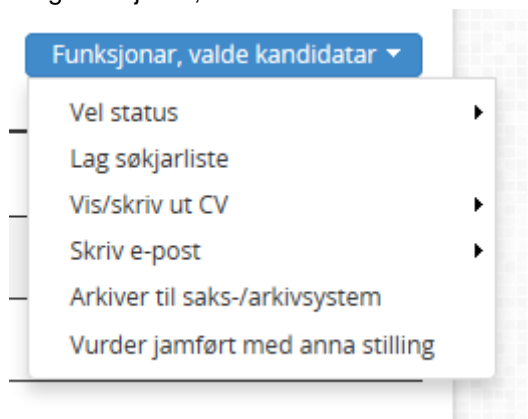 Funksjonar, valde kandidatar
Vel status
Lag søkjarliste
Vis/skriv ut CV
Skriv e-post
Arkiver til saks-/arkivsystem
Vurder jamført med anna stilling